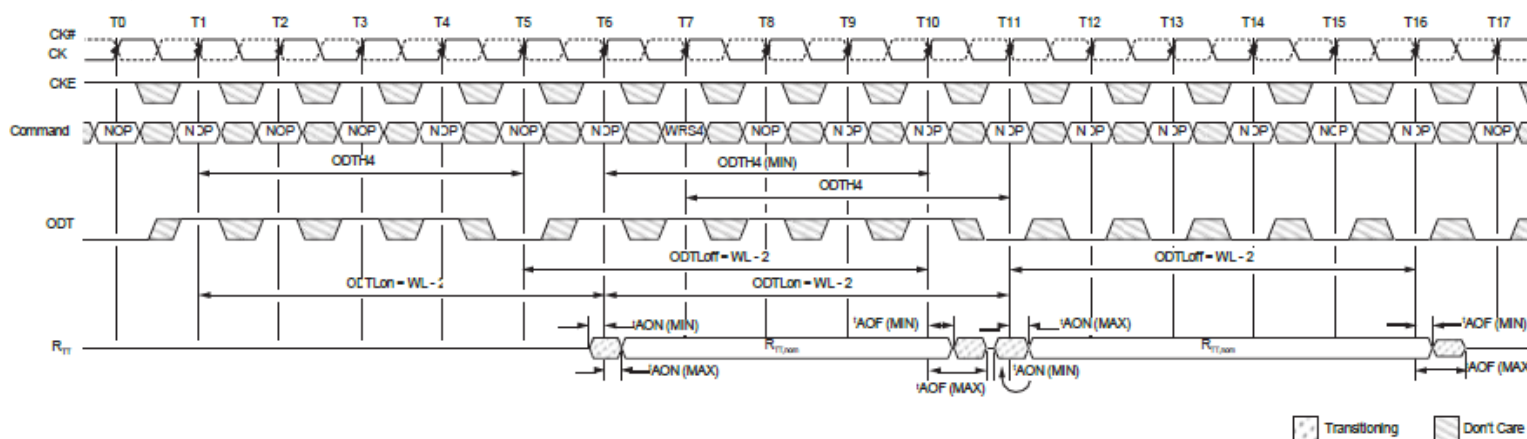 T0 T1 T2 T3 T4 T5 T6 T7 T8 T9 T10 T11 T12 T13 T14 T15 T16 T17
CK#
CK
CKE
Command NOP NOP NOP NOP NOP NOP NOP WRS4 NOP NOP NOP NOP NOP NOP NOP NOP NOP NOP
ODTH4 ODTH4 (MIN)
ODTH4
ODT
ODTLoff = WL - 2 ODTLoff = WL - 2
ODTLon = WL - 2 ODTLon = WL - 2
tAON (MIN) tAOF (MIN) tAON (MAX) tAOF (MIN)
RTT RTT,nom RTT,nom
tAON (MAX) tAOF (MAX) tAON (MIN) tAOF (MAX
Transitioning Don't Care